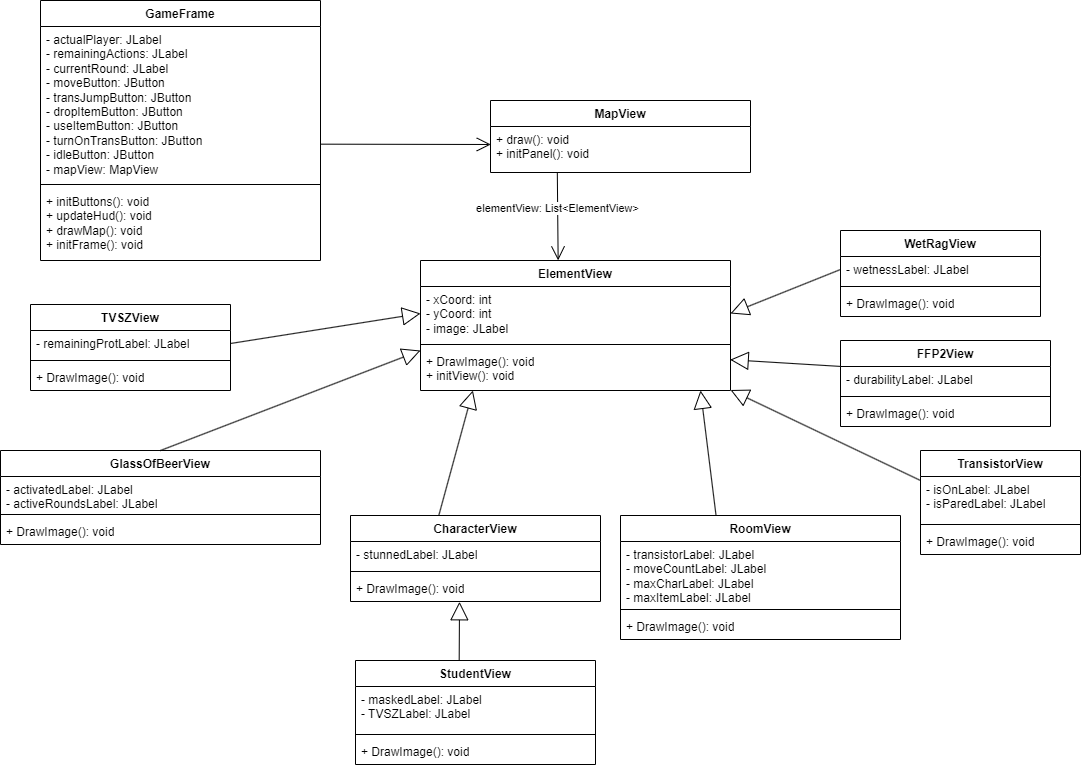 GameFrame
- actualPlayer: JLabel
- remainingActions: JLabel
- currentRound: JLabel
- moveButton: JButton
- transJumpButton: JButton
- dropItemButton: JButton
- useItemButton: JButton
- turnOnTransButton: JButton
- idleButton: JButton
- mapView: MapView
+ initButtons(): void
+ updateHud(): void
+ drawMap(): void
+ initFrame(): void
MapView
+ draw(): void
+ initPanel(): void
elementView: List<ElementView>
ElementView
- xCoord: int
- yCoord: int
- image: JLabel
+ DrawImage(): void
+ initView(): void
WetRagView
- wetnessLabel: JLabel
+ DrawImage(): void
TVSZView
- remainingProtLabel: JLabel
+ DrawImage(): void
FFP2View
- durabilityLabel: JLabel
+ DrawImage(): void
GlassOfBeerView
- activatedLabel: JLabel
- activeRoundsLabel: JLabel
+ DrawImage(): void
TransistorView
- isOnLabel: JLabel
- isParedLabel: JLabel
+ DrawImage(): void
CharacterView
- stunnedLabel: JLabel
+ DrawImage(): void
RoomView
- transistorLabel: JLabel
- moveCountLabel: JLabel
- maxCharLabel: JLabel
- maxItemLabel: JLabel
+ DrawImage(): void
StudentView
- maskedLabel: JLabel
- TVSZLabel: JLabel
+ DrawImage(): void